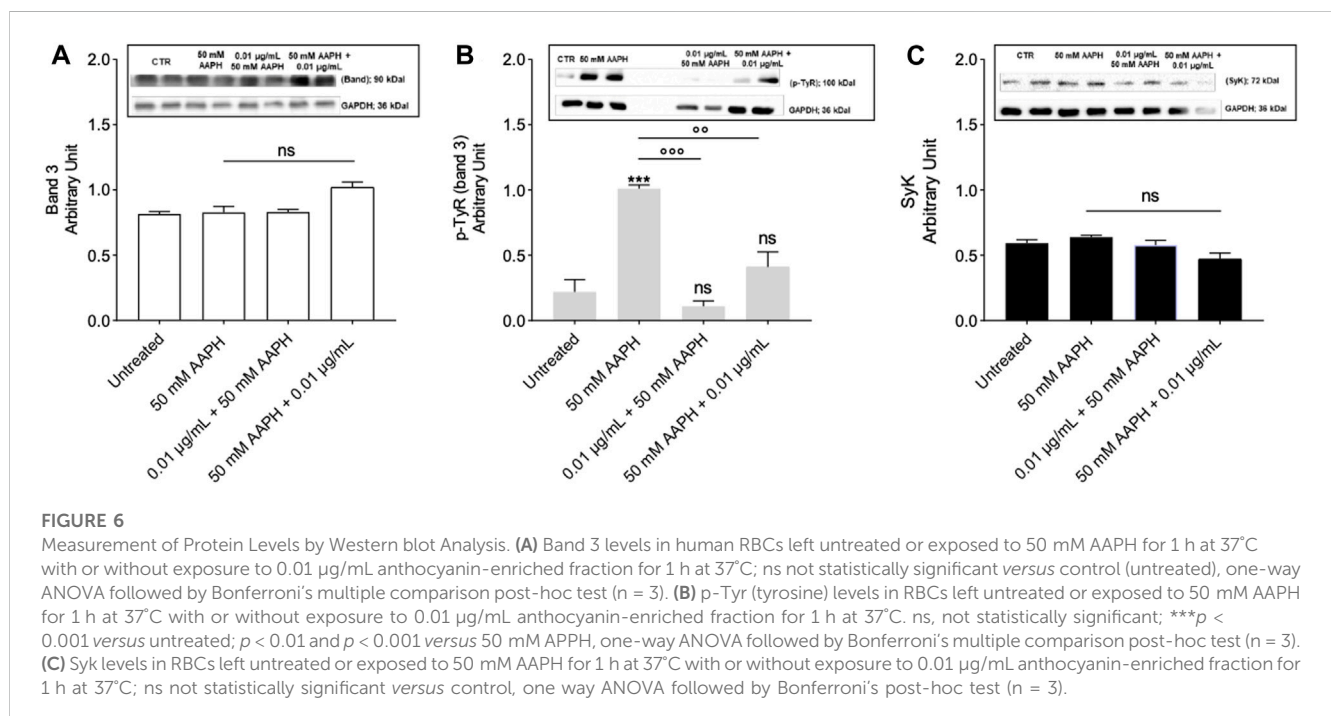 A
2.0
1.5
1.0
0.5
0.0
Band 3
Arbitrary Unit
CTR
50 mM
AAPH
0.01 µg/mL
50 mM AAPH
50 mM AAPH +
0.01 µg/mL
(Band); 90 kDal
GAPDH; 36 kDal
ns
Untreated
50 mM AAPH
0.01 µg/mL + 50 mM AAPH
50 mM AAPH + 0.01 µg/mL
B
2.0
1.5
1.0
0.5
0.0
p-TyR (band 3)
Arbitrary Unit
CTR
50 mM AAPH
0.01 µg/mL
50 mM AAPH
50 mM AAPH +
0.01 µg/mL
(p-TyR); 100 kDal
GAPDH; 36 kDal
°°
°°°
***
ns
ns
Untreated
50 mM AAPH
0.01 µg/mL + 50 mM AAPH
50 mM AAPH + 0.01 µg/mL
C
2.0
1.5
1.0
0.5
0.0
SyK
Arbitrary Unit
CTR
50 mM AAPH
0.01 µg/mL
50 mM AAPH
50 mM AAPH +
0.01 µg/mL
(SyK); 72 kDal
GAPDH; 36 kDal
ns
Untreated
50 mM AAPH
0.01 µg/mL + 50 mM AAPH
50 mM AAPH + 0.01 µg/mL
FIGURE 6
Measurement of Protein Levels by Western blot Analysis. (A) Band 3 levels in human RBCs left untreated or exposed to 50 mM AAPH for 1 h at 37°C
with or without exposure to 0.01 µg/mL anthocyanin-enriched fraction for 1 h at 37°C; ns not statistically significant versus control (untreated), one-way
ANOVA followed by Bonferroni's multiple comparison post-hoc test (n = 3). (B) p-Tyr (tyrosine) levels in RBCs left untreated or exposed to 50 mM AAPH
for 1 h at 37°C with or without exposure to 0.01 µg/mL anthocyanin-enriched fraction for 1 h at 37°C. ns, not statistically significant; ***p <
0.001 versus untreated; p < 0.01 and p < 0.001 versus 50 mM APPH, one-way ANOVA followed by Bonferroni's multiple comparison post-hoc test (n = 3).
(C) Syk levels in RBCs left untreated or exposed to 50 mM AAPH for 1 h at 37°C with or without exposure to 0.01 µg/mL anthocyanin-enriched fraction for
1 h at 37°C; ns not statistically significant versus control, one way ANOVA followed by Bonferroni's post-hoc test (n = 3).